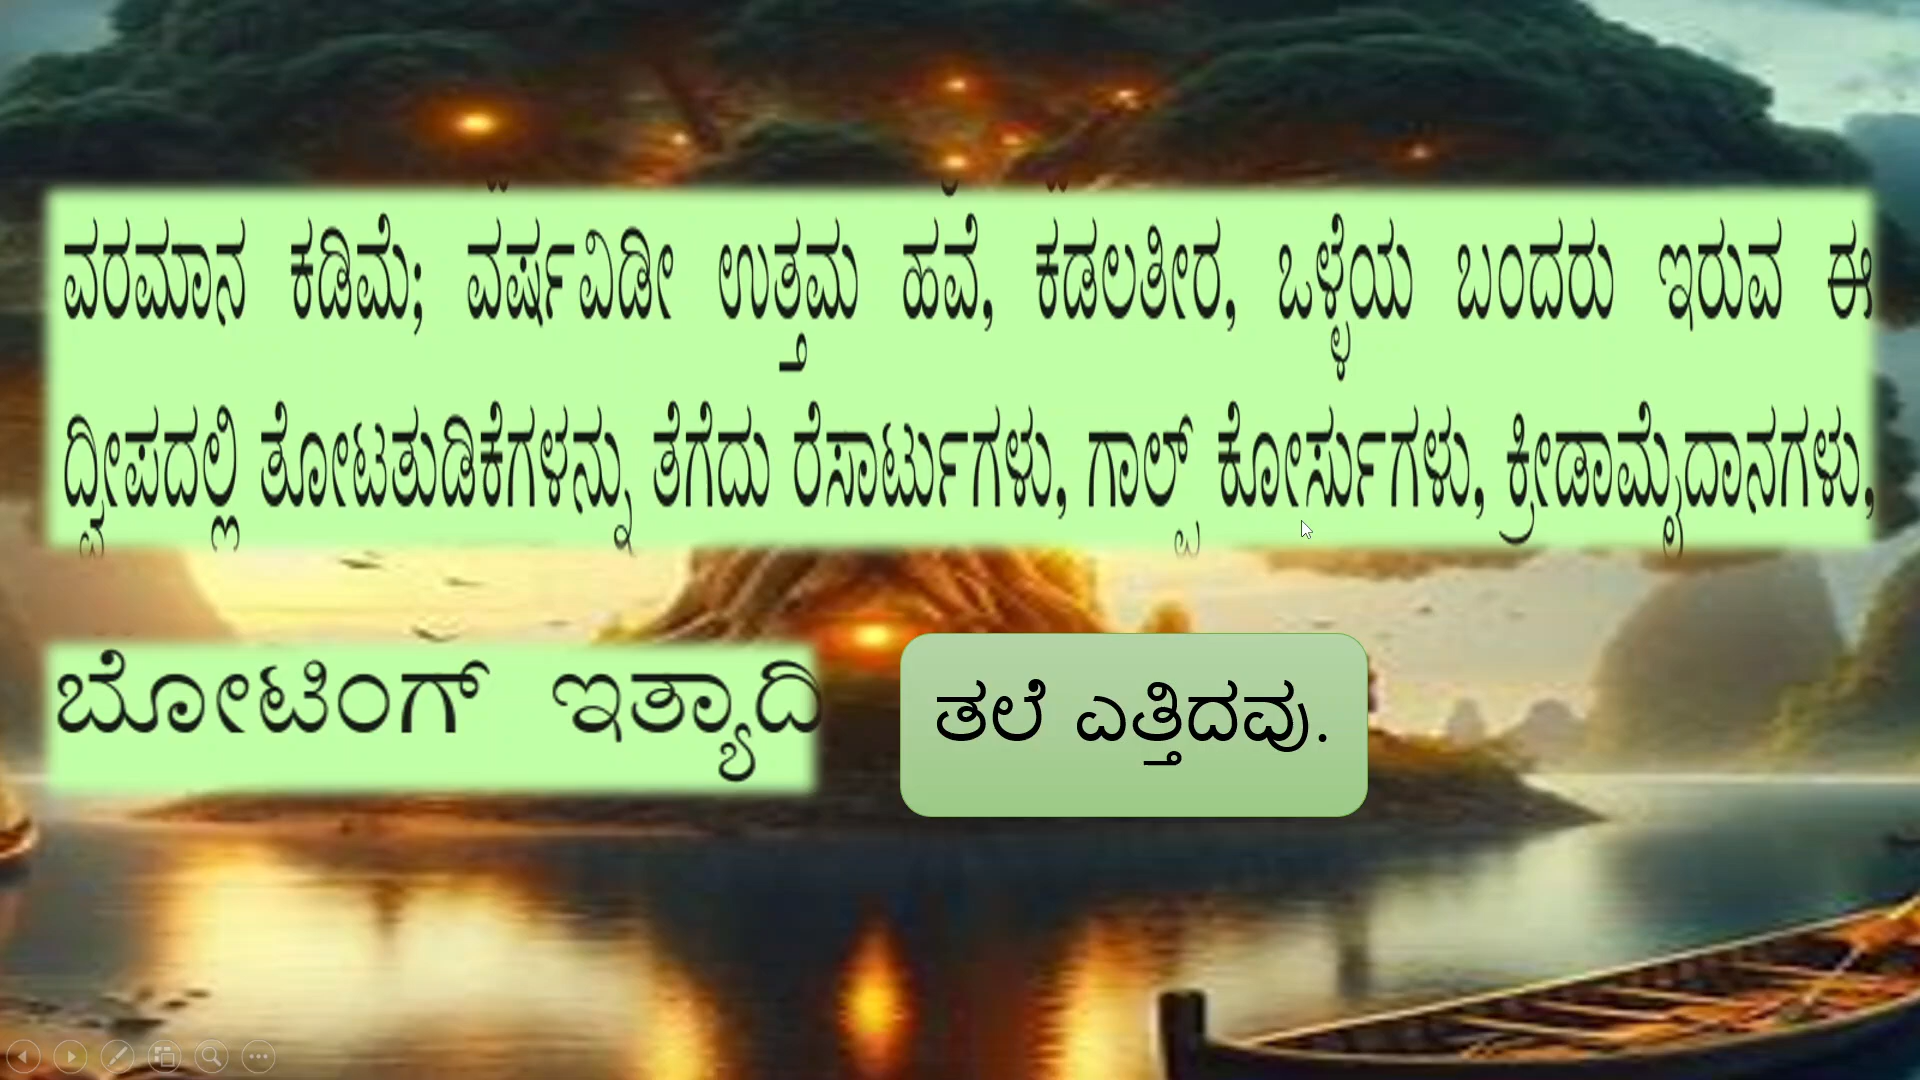 ವರಮಾನ ಕಡಿಮೆ; ವರ್ಷವಿಡೀ ಉತ್ತಮ ಹವೆ, ಕಡಲತೀರ, ಒಳ್ಳೆಯ ಬಂದರು ಇರುವ ಈ
ದ್ವೀಪದಲ್ಲಿ ತೋಟತುಡಿಕೆಗಳನ್ನು ತೆಗೆದು ರೆಸಾರ್ಟುಗಳು, ಗಾಲ್ಫ್ ಕೋರ್ಸುಗಳು, ಕ್ರೀಡಾಮೈದಾನಗಳು,
ಬೋಟಿಂಗ್ ಇತ್ಯಾದಿ ತಲೆ ಎತ್ತಿದವು.